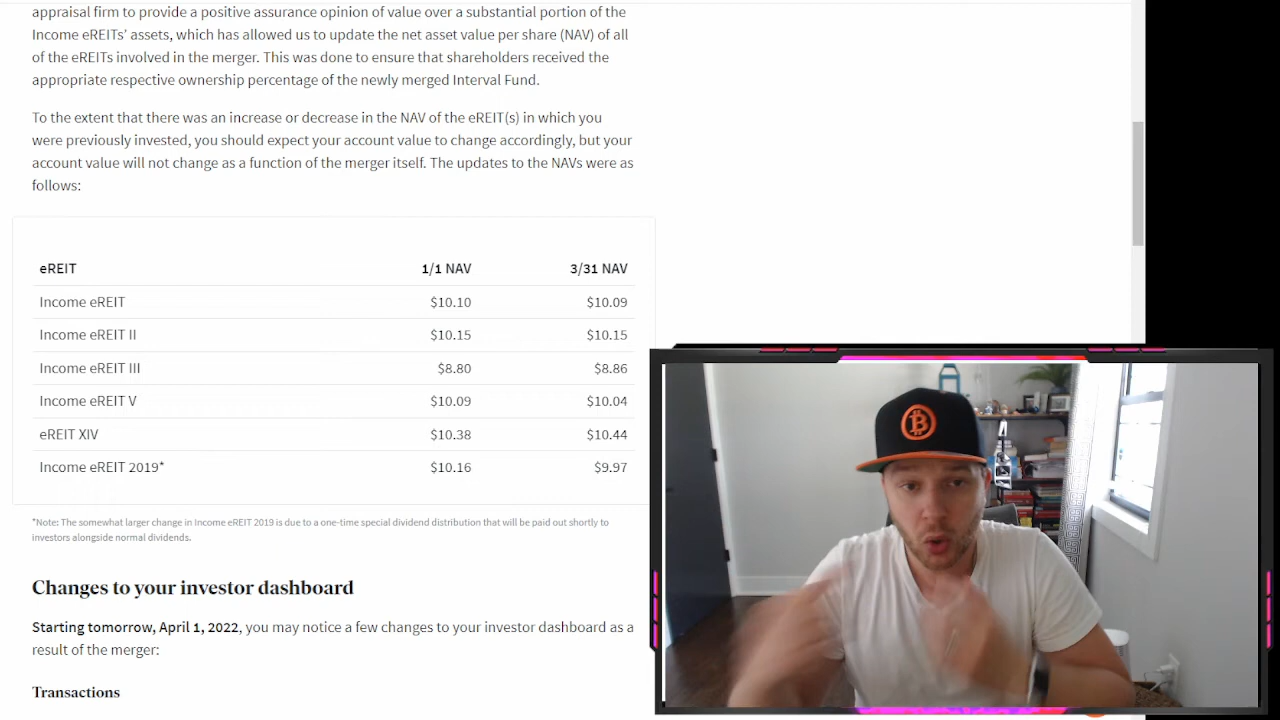 appraisal firm to provide a positive assurance opinion of value over a substantial portion of the
Income eREITs' assets, which has allowed us to update the net asset value per share (NAV) of all
of the eREITs involved in the merger. This was done to ensure that shareholders received the
appropriate respective ownership percentage of the newly merged Interval Fund.
To the extent that there was an increase or decrease in the NAV of the eREIT(s) in which you
were previously invested, you should expect your account value to change accordingly, but your
account value will not change as a function of the merger itself. The updates to the NAVs were as
follows:
eREIT 1/1 NAV 3/31 NAV
Income eREIT $10.10 $10.09
Income eREIT II $10.15 $10.15
Income eREIT III $8.80 $8.86
Income eREIT V $10.09 $10.04
eREIT XIV $10.38 $10.44
Income eREIT 2019* $10.16 $9.97
*Note: The somewhat larger change in Income eREIT 2019 is due to a one-time special dividend distribution that will be paid out shortly to
investors alongside normal dividends.
Changes to your investor dashboard
Starting tomorrow, April 1, 2022, you may notice a few changes to your investor dashboard as a
result of the merger:
Transactions
B